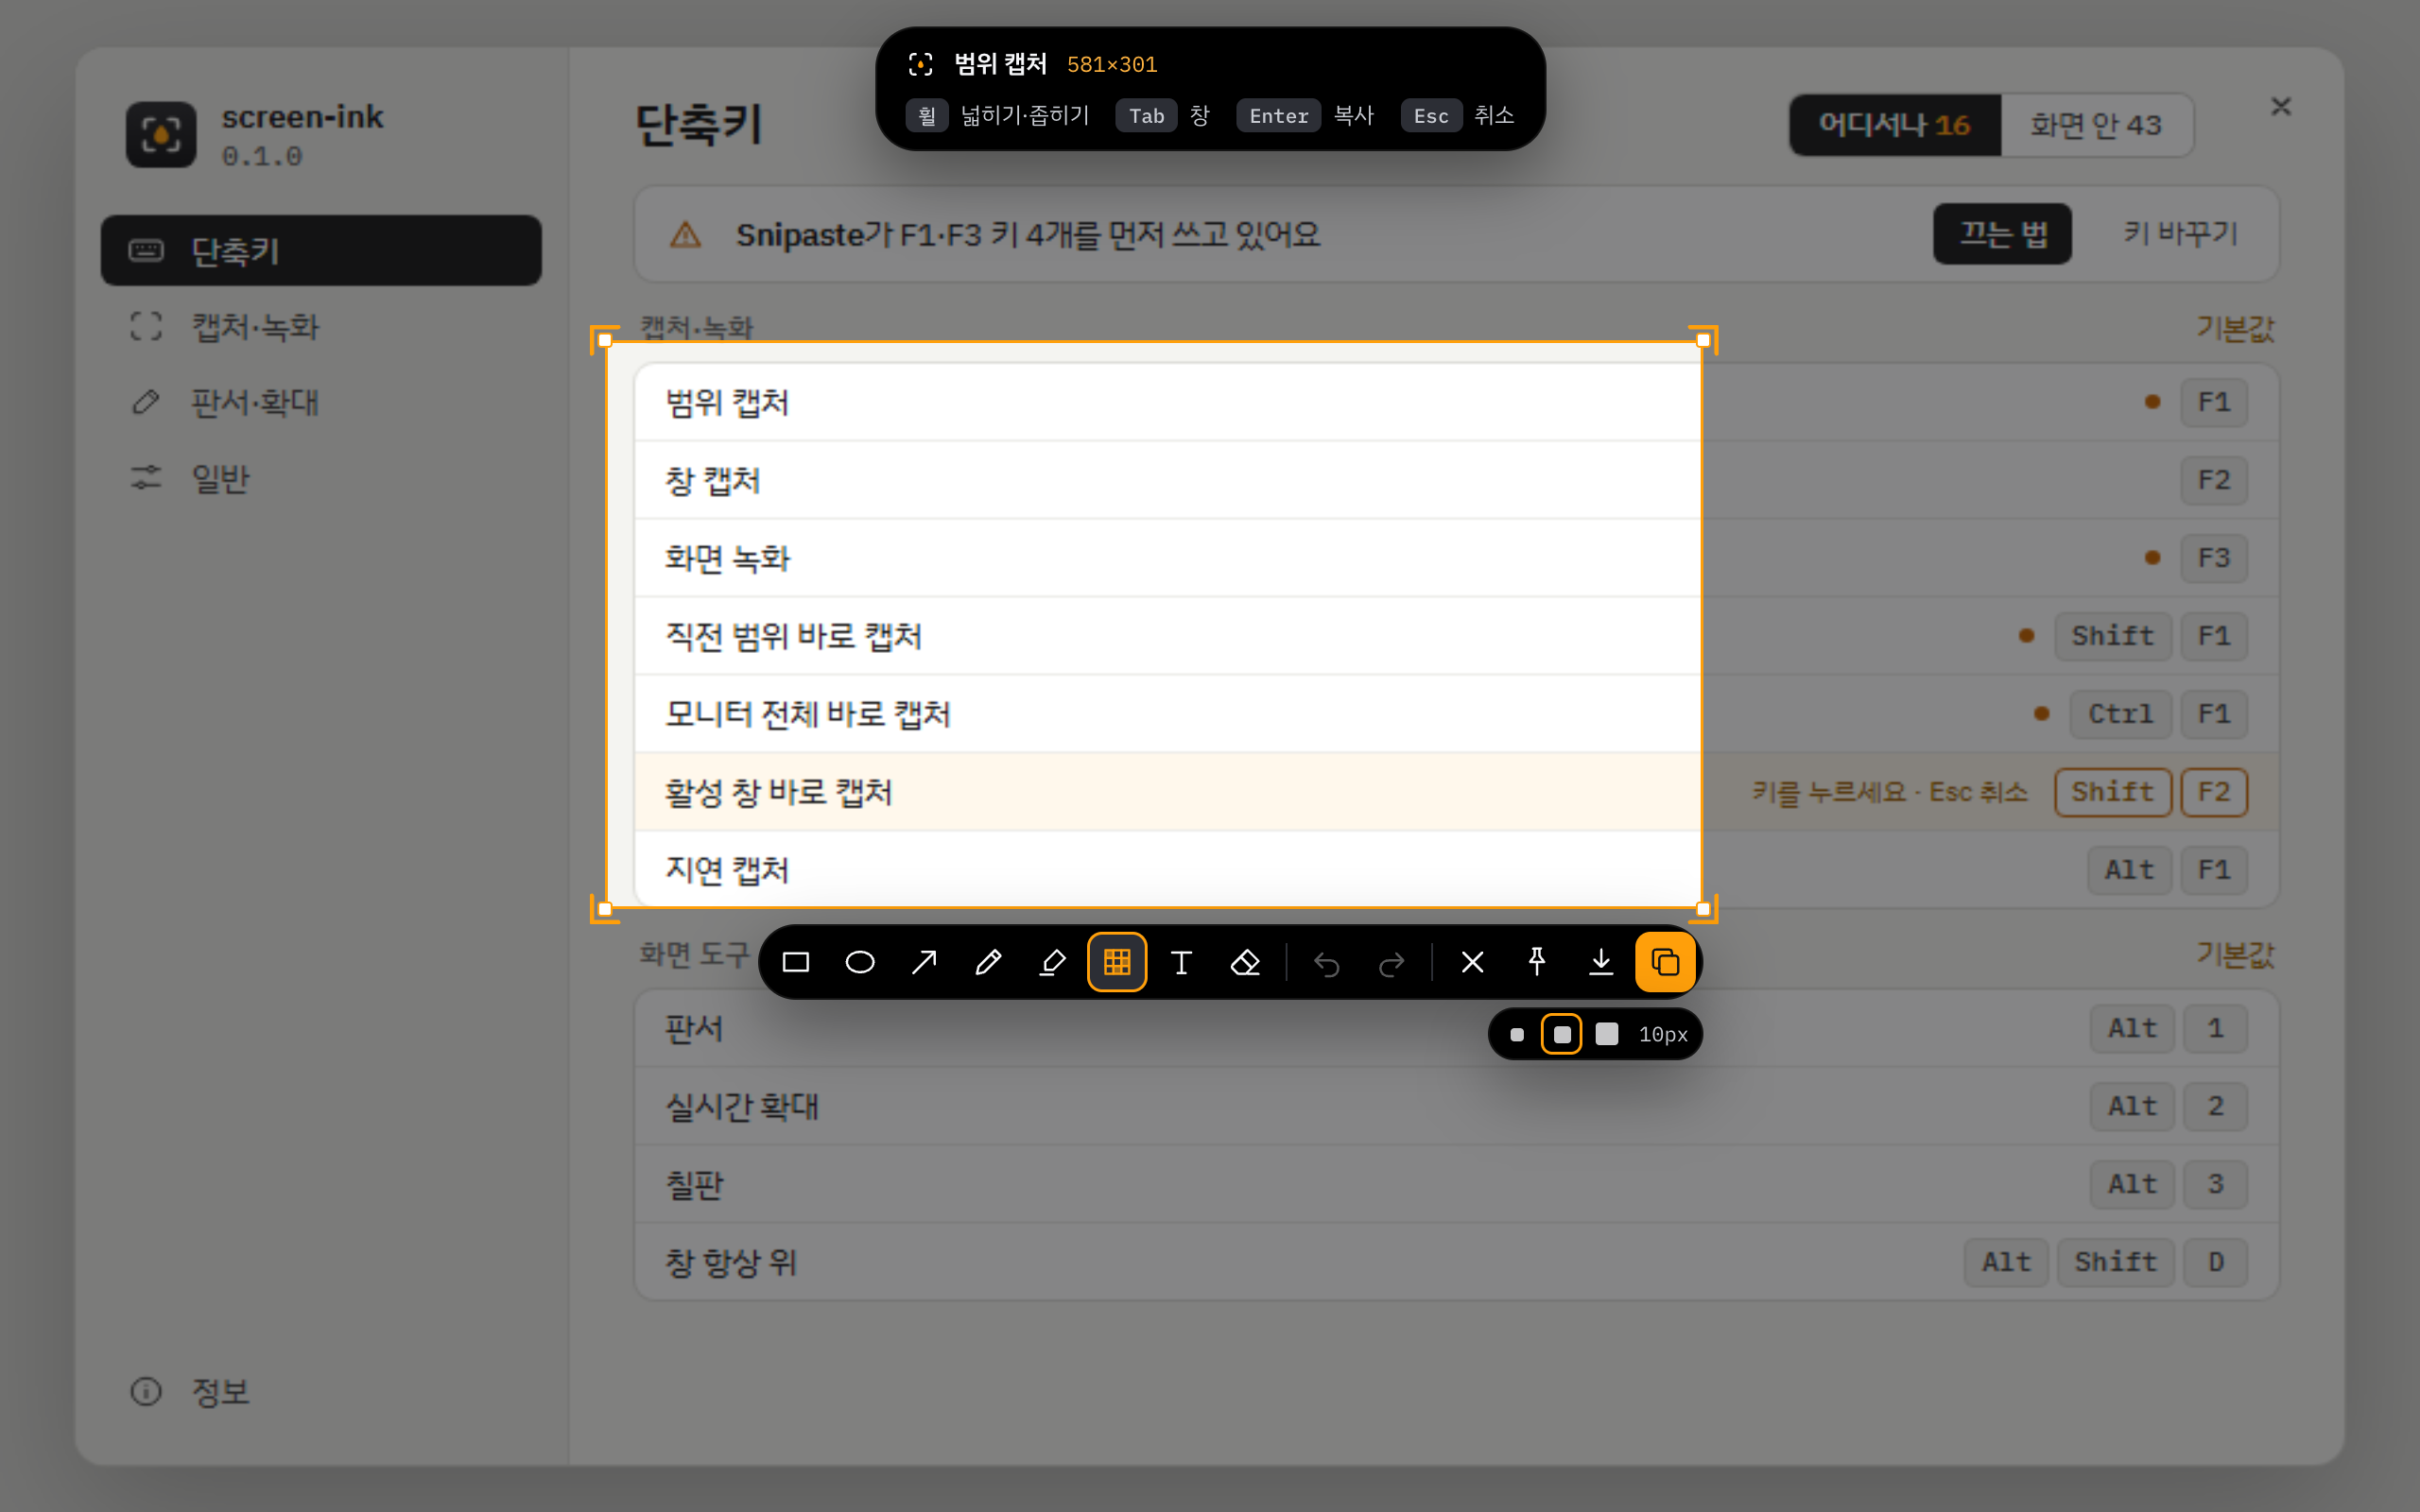 범위 캡처 581×301
휠 넓히기·좁히기 Tab 창 Enter 복사 Esc 취소
screen-ink
0.1.0
단축키
캡처·녹화
판서·확대
일반
정보
단축키
어디서나 16 화면 안 43
Snipaste가 F1·F3 키 4개를 먼저 쓰고 있어요 끄는 법 키 바꾸기
캡처·녹화 기본값
범위 캡처 F1
창 캡처 F2
화면 녹화 F3
직전 범위 바로 캡처 Shift F1
모니터 전체 바로 캡처 Ctrl F1
활성 창 바로 캡처 키를 누르세요 · Esc 취소 Shift F2
지연 캡처 Alt F1
화면 도구 기본값
10px
판서 Alt 1
실시간 확대 Alt 2
칠판 Alt 3
창 항상 위 Alt Shift D